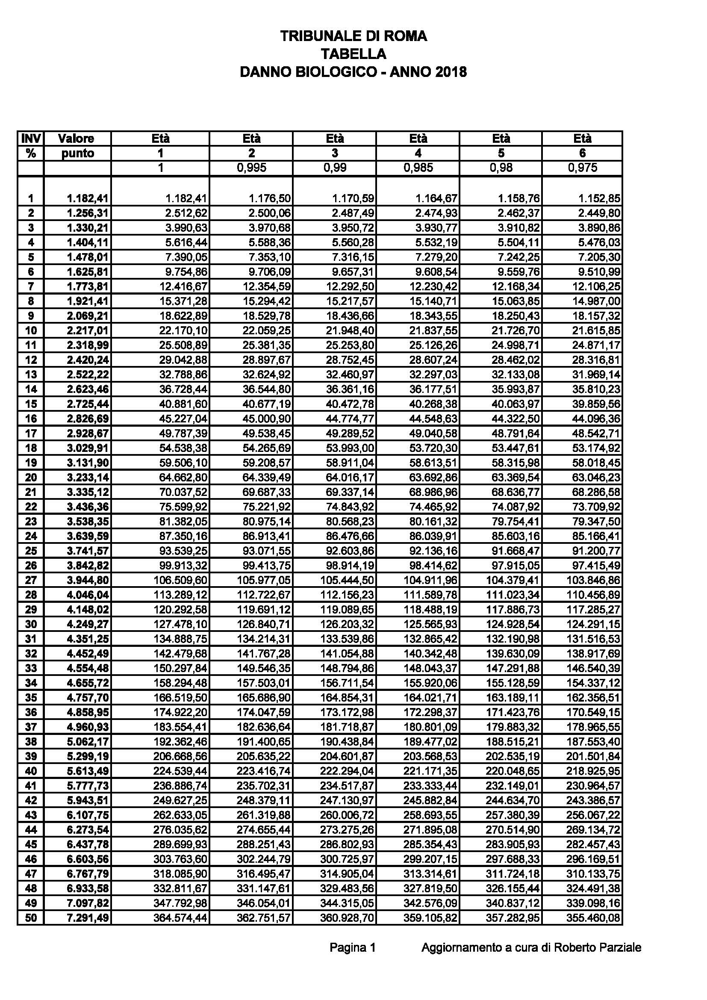 TRIBUNALE DI ROMA
TABELLA
DANNO BIOLOGICO - ANNO 2018
INV Valore Età Età Età Età Età Età
% punto 1 2 3 4 5 6
1 0,995 0,99 0,985 0,98 0,975
1 1.182,41 1.182,41 1.176,50 1.170,59 1.164,67 1.158,76 1.152,85
2 1.256,31 2.512,62 2.500,06 2.487,49 2.474,93 2.462,37 2.449,80
3 1.330,21 3.990,63 3.970,68 3.950,72 3.930,77 3.910,82 3.890,86
4 1.404,11 5.616,44 5.588,36 5.560,28 5.532,19 5.504,11 5.476,03
5 1.478,01 7.390,05 7.353,10 7.316,15 7.279,20 7.242,25 7.205,30
6 1.625,81 9.754,86 9.706,09 9.657,31 9.608,54 9.559,76 9.510,99
7 1.773,81 12.416,67 12.354,59 12.292,50 12.230,42 12.168,34 12.106,25
8 1.921,41 15.371,28 15.294,42 15.217,57 15.140,71 15.063,85 14.987,00
9 2.069,21 18.622,89 18.529,78 18.436,66 18.343,55 18.250,43 18.157,32
10 2.217,01 22.170,10 22.059,25 21.948,40 21.837,55 21.726,70 21.615,85
11 2.318,99 25.508,89 25.381,35 25.253,80 25.126,26 24.998,71 24.871,17
12 2.420,24 29.042,88 28.897,67 28.752,45 28.607,24 28.462,02 28.316,81
13 2.522,22 32.788,86 32.624,92 32.460,97 32.297,03 32.133,08 31.969,14
14 2.623,46 36.728,44 36.544,80 36.361,16 36.177,51 35.993,87 35.810,23
15 2.725,44 40.881,60 40.677,19 40.472,78 40.268,38 40.063,97 39.859,56
16 2.826,69 45.227,04 45.000,90 44.774,77 44.548,63 44.322,50 44.096,36
17 2.928,67 49.787,39 49.538,45 49.289,52 49.040,58 48.791,64 48.542,71
18 3.029,91 54.538,38 54.265,69 53.993,00 53.720,30 53.447,61 53.174,92
19 3.131,90 59.506,10 59.208,57 58.911,04 58.613,51 58.315,98 58.018,45
20 3.233,14 64.662,80 64.339,49 64.016,17 63.692,86 63.369,54 63.046,23
21 3.335,12 70.037,52 69.687,33 69.337,14 68.986,96 68.636,77 68.286,58
22 3.436,36 75.599,92 75.221,92 74.843,92 74.465,92 74.087,92 73.709,92
23 3.538,35 81.382,05 80.975,14 80.568,23 80.161,32 79.754,41 79.347,50
24 3.639,59 87.350,16 86.913,41 86.476,66 86.039,91 85.603,16 85.166,41
25 3.741,57 93.539,25 93.071,55 92.603,86 92.136,16 91.668,47 91.200,77
26 3.842,82 99.913,32 99.413,75 98.914,19 98.414,62 97.915,05 97.415,49
27 3.944,80 106.509,60 105.977,05 105.444,50 104.911,96 104.379,41 103.846,86
28 4.046,04 113.289,12 112.722,67 112.156,23 111.589,78 111.023,34 110.456,89
29 4.148,02 120.292,58 119.691,12 119.089,65 118.488,19 117.886,73 117.285,27
30 4.249,27 127.478,10 126.840,71 126.203,32 125.565,93 124.928,54 124.291,15
31 4.351,25 134.888,75 134.214,31 133.539,86 132.865,42 132.190,98 131.516,53
32 4.452,49 142.479,68 141.767,28 141.054,88 140.342,48 139.630,09 138.917,69
33 4.554,48 150.297,84 149.546,35 148.794,86 148.043,37 147.291,88 146.540,39
34 4.655,72 158.294,48 157.503,01 156.711,54 155.920,06 155.128,59 154.337,12
35 4.757,70 166.519,50 165.686,90 164.854,31 164.021,71 163.189,11 162.356,51
36 4.858,95 174.922,20 174.047,59 173.172,98 172.298,37 171.423,76 170.549,15
37 4.960,93 183.554,41 182.636,64 181.718,87 180.801,09 179.883,32 178.965,55
38 5.062,17 192.362,46 191.400,65 190.438,84 189.477,02 188.515,21 187.553,40
39 5.299,19 206.668,56 205.635,22 204.601,87 203.568,53 202.535,19 201.501,84
40 5.613,49 224.539,44 223.416,74 222.294,04 221.171,35 220.048,65 218.925,95
41 5.777,73 236.886,74 235.702,31 234.517,87 233.333,44 232.149,01 230.964,57
42 5.943,51 249.627,25 248.379,11 247.130,97 245.882,84 244.634,70 243.386,57
43 6.107,75 262.633,05 261.319,88 260.006,72 258.693,55 257.380,39 256.067,22
44 6.273,54 276.035,62 274.655,44 273.275,26 271.895,08 270.514,90 269.134,72
45 6.437,78 289.699,93 288.251,43 286.802,93 285.354,43 283.905,93 282.457,43
46 6.603,56 303.763,60 302.244,79 300.725,97 299.207,15 297.688,33 296.169,51
47 6.767,79 318.085,90 316.495,47 314.905,04 313.314,61 311.724,18 310.133,75
48 6.933,58 332.811,67 331.147,61 329.483,56 327.819,50 326.155,44 324.491,38
49 7.097,82 347.792,98 346.054,01 344.315,05 342.576,09 340.837,12 339.098,16
50 7.291,49 364.574,44 362.751,57 360.928,70 359.105,82 357.282,95 355.460,08
Pagina 1 Aggiornamento a cura di Roberto Parziale